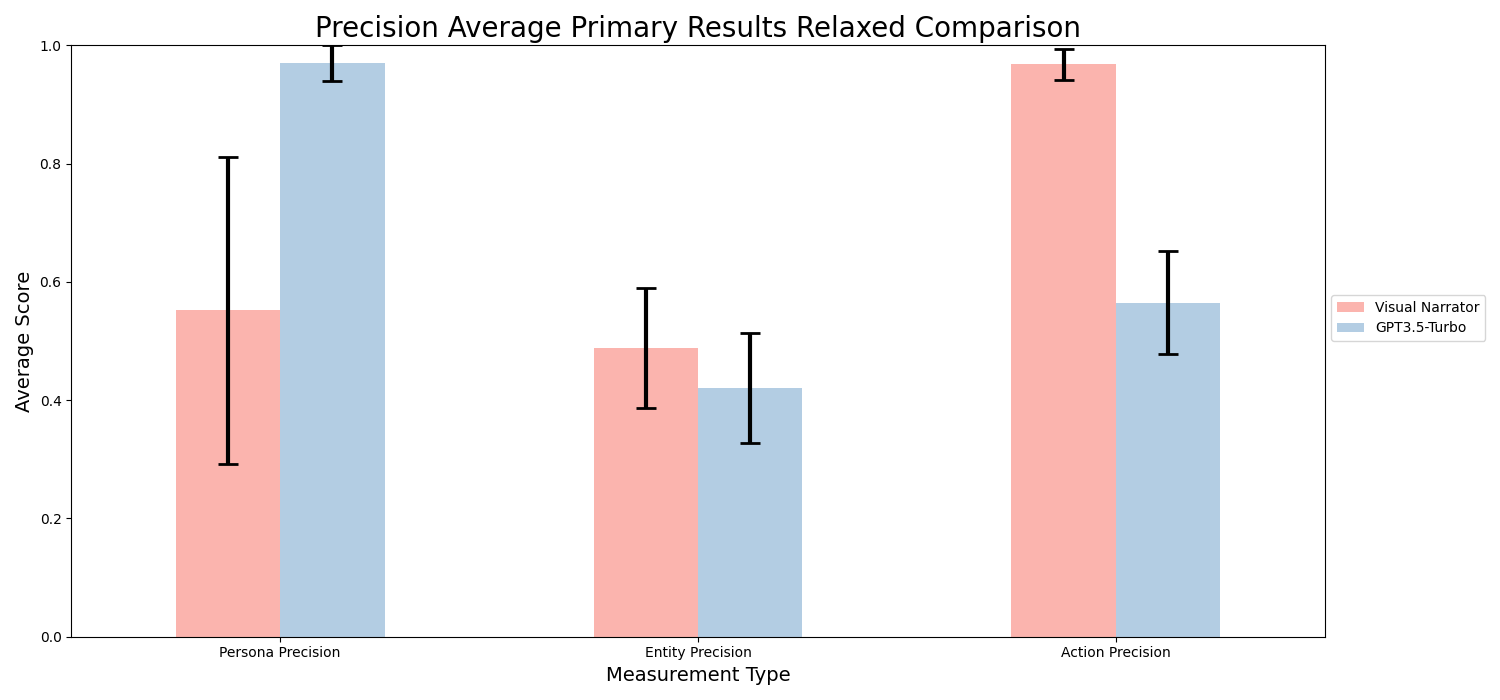 Precision Average Primary Results Relaxed Comparison
1.0
0.8
0.6
0.4
0.2
0.0
Average Score
Persona Precision
Entity Precision
Action Precision
Measurement Type
Visual Narrator
GPT3.5-Turbo